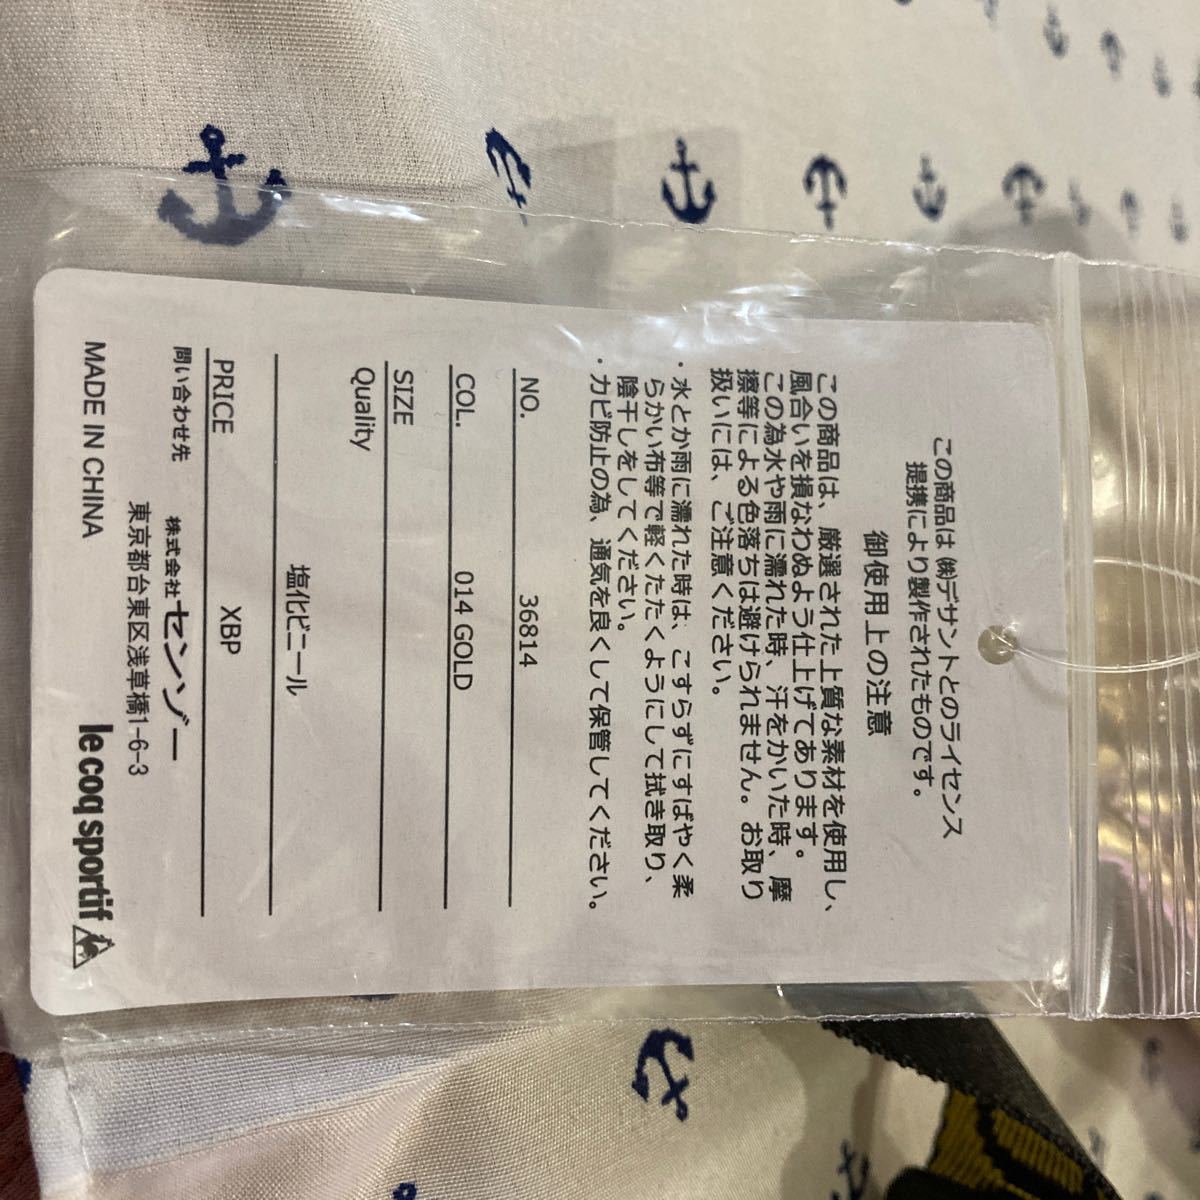 この商品は㈱デサントとのライセンス
提携により製作されたものです。
御使用上の注意
この商品は、厳選された上質な素材を使用し、
風合いを損なわぬよう仕上げてあります。
この為水や雨に濡れた時、汗をかいた時、摩
擦等による色落ちは避けられません。お取り
扱いには、ご注意ください。
・水とか雨に濡れた時は、こすらずにすばやく柔
らかい布等で軽くたたくようにして拭き取り、
陰干しをしてください。
・カビ防止の為、通気を良くして保管してください。
NO. 36814
COL. 014 GOLD
SIZE
Quality
塩化ビニール
PRICE XBP
問い合わせ先 株式会社センゾー
東京都台東区浅草橋1-6-3
MADE IN CHINA le coq sportif